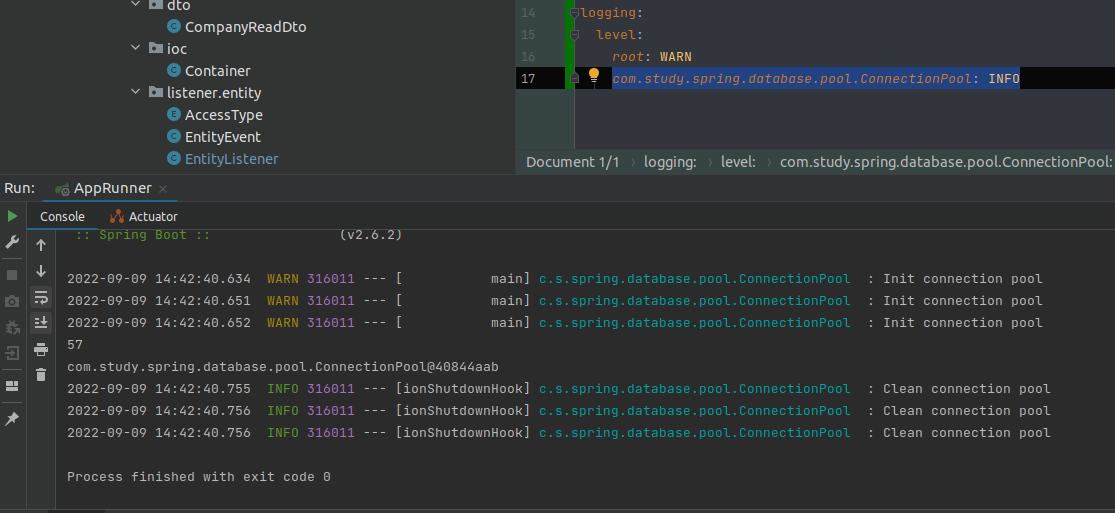 dto
CompanyReadDto
ioc
Container
listener.entity
AccessType
EntityEvent
EntityListener
14 logging:
15 level:
16 root: WARN
17 com.study.spring.database.pool.ConnectionPool: INFO
Document 1/1 › logging: › level: › com.study.spring.database.pool.ConnectionPool:
Run: AppRunner
Console Actuator
:: Spring Boot :: (v2.6.2)
2022-09-09 14:42:40.634 WARN 316011 --- [ main] c.s.spring.database.pool.ConnectionPool : Init connection pool
2022-09-09 14:42:40.651 WARN 316011 --- [ main] c.s.spring.database.pool.ConnectionPool : Init connection pool
2022-09-09 14:42:40.652 WARN 316011 --- [ main] c.s.spring.database.pool.ConnectionPool : Init connection pool
57
com.study.spring.database.pool.ConnectionPool@40844aab
2022-09-09 14:42:40.755 INFO 316011 --- [ionShutdownHook] c.s.spring.database.pool.ConnectionPool : Clean connection pool
2022-09-09 14:42:40.756 INFO 316011 --- [ionShutdownHook] c.s.spring.database.pool.ConnectionPool : Clean connection pool
2022-09-09 14:42:40.756 INFO 316011 --- [ionShutdownHook] c.s.spring.database.pool.ConnectionPool : Clean connection pool
Process finished with exit code 0